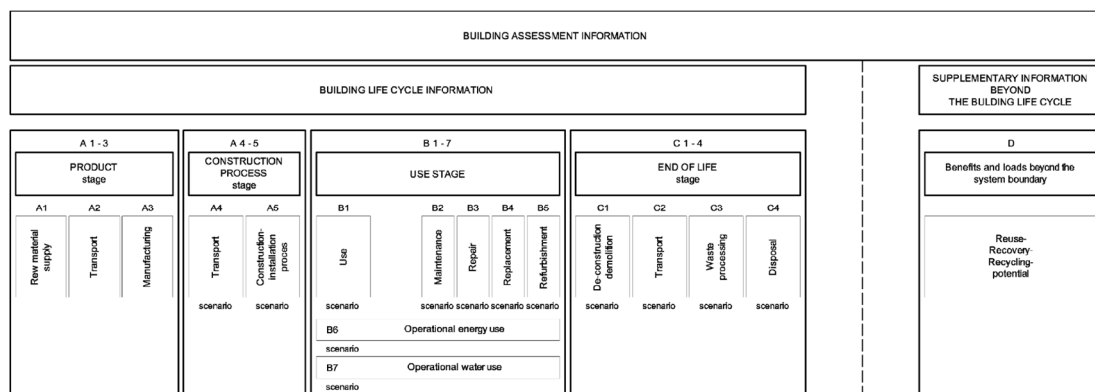 BUILDING ASSESSMENT INFORMATION
BUILDING LIFE CYCLE INFORMATION
SUPPLEMENTARY INFORMATION
BEYOND
THE BULDING LIFE CYCLE
A 1 - 3
PRODUCT
stage
A1
A2
A3
Rew material
supply
Transport
Manufacturing
A 4 - 5
CONSTRUCTION
PROCESS
stage
A4
A5
Transport
Construction-
installation
proces
scenario
scenario
B 1 - 7
USE STAGE
B1
B2
B3
B4
B5
Use
Maintenance
Repair
Replacement
Refurbishment
scenario
scenario
scenario
scenario
scenario
B6
Operational energy use
scenario
B7
Operational water use
scenario
C 1 - 4
END OF LIFE
stage
C1
C2
C3
C4
De-construction
demolition
Transport
Waste
processing
Disposal
scenario
scenario
scenario
scenario
D
Benefits and loads beyond the
system boundary
Reuse-
Recovery-
Recycling-
potential